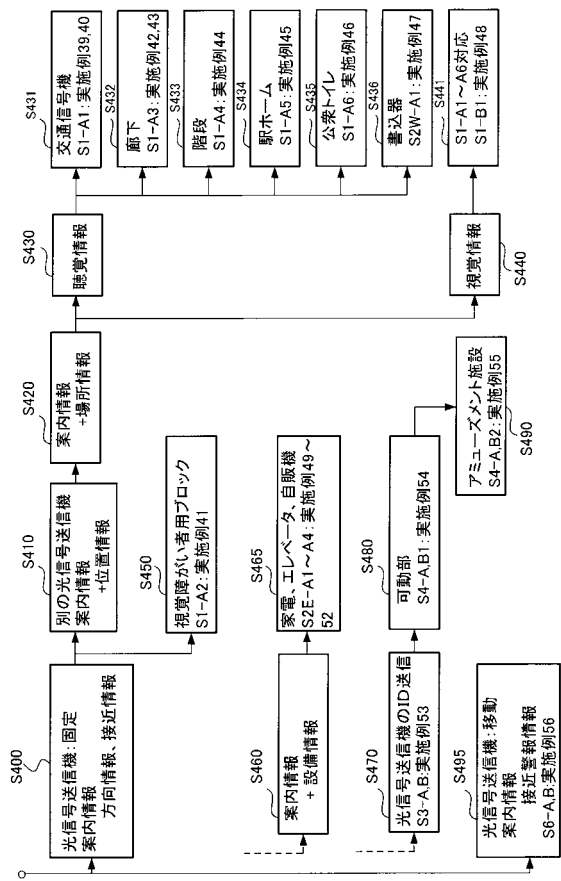 S400
光信号送信機:固定
案内情報
方向情報、接近情報
S410
別の光信号送信機
案内情報
+位置情報
S420
案内情報
+場所情報
S430
聴覚情報
S431
交通信号機
S1-A1:実施例39,40
S432
廊下
S1-A3:実施例42,43
S433
階段
S1-A4:実施例44
S434
駅ホーム
S1-A5:実施例45
S435
公衆トイレ
S1-A6:実施例46
S436
書込器
S2W-A1:実施例47
S441
S1-A1～A6対応
S1-B1:実施例48
視覚情報
S440
S450
視覚障がい者用ブロック
S1-A2:実施例41
S460
案内情報
+ 設備情報
S465
家電、エレベータ、自販機
S2E-A1～A4:実施例49～
52
S470
光信号送信機のID送信
S3-A,B:実施例53
S480
可動部
S4-A,B1:実施例54
アミューズメント施設
S4-A,B2:実施例55
S490
S495
光信号送信機:移動
案内情報
接近警報情報
S6-A,B:実施例56